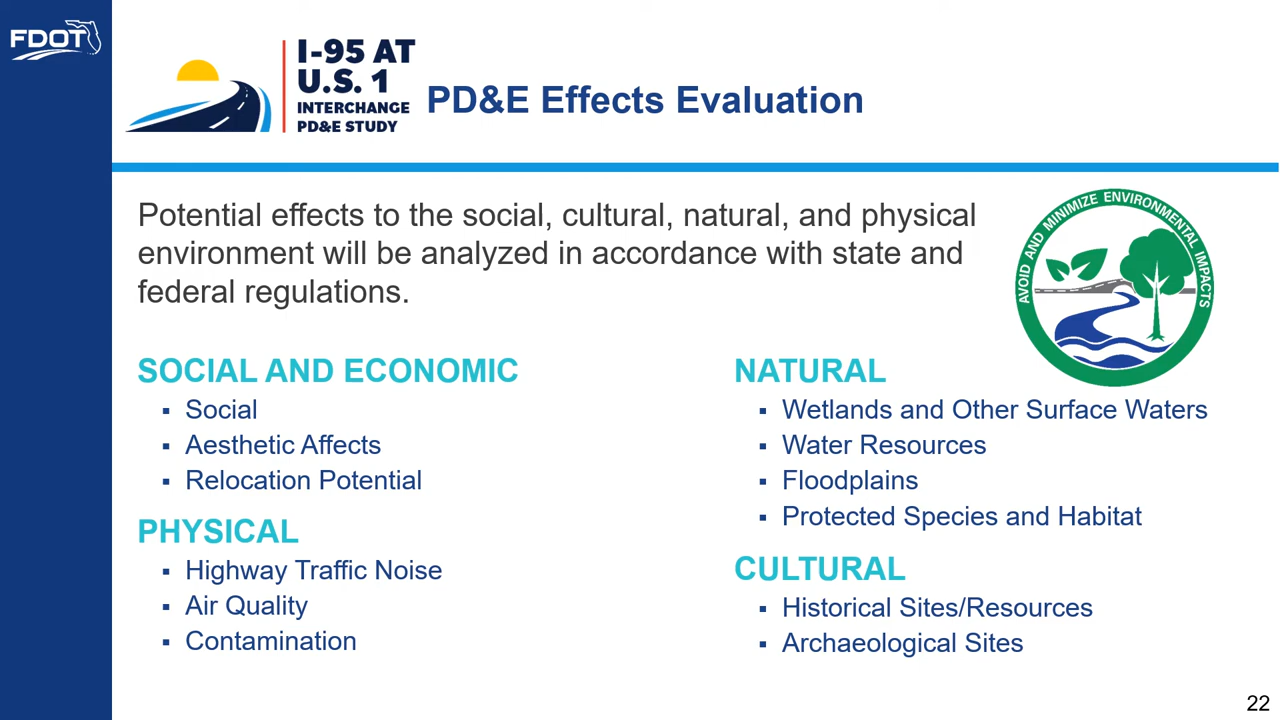 FDOT
I-95 AT
U.S. 1
INTERCHANGE
PD&E STUDY
PD&E Effects Evaluation
Potential effects to the social, cultural, natural, and physical
environment will be analyzed in accordance with state and
federal regulations.
AVOID AND MINIMIZE ENVIRONMENTAL IMPACTS
SOCIAL AND ECONOMIC
▪ Social
▪ Aesthetic Affects
▪ Relocation Potential
PHYSICAL
▪ Highway Traffic Noise
▪ Air Quality
▪ Contamination
NATURAL
▪ Wetlands and Other Surface Waters
▪ Water Resources
▪ Floodplains
▪ Protected Species and Habitat
CULTURAL
▪ Historical Sites/Resources
▪ Archaeological Sites
22